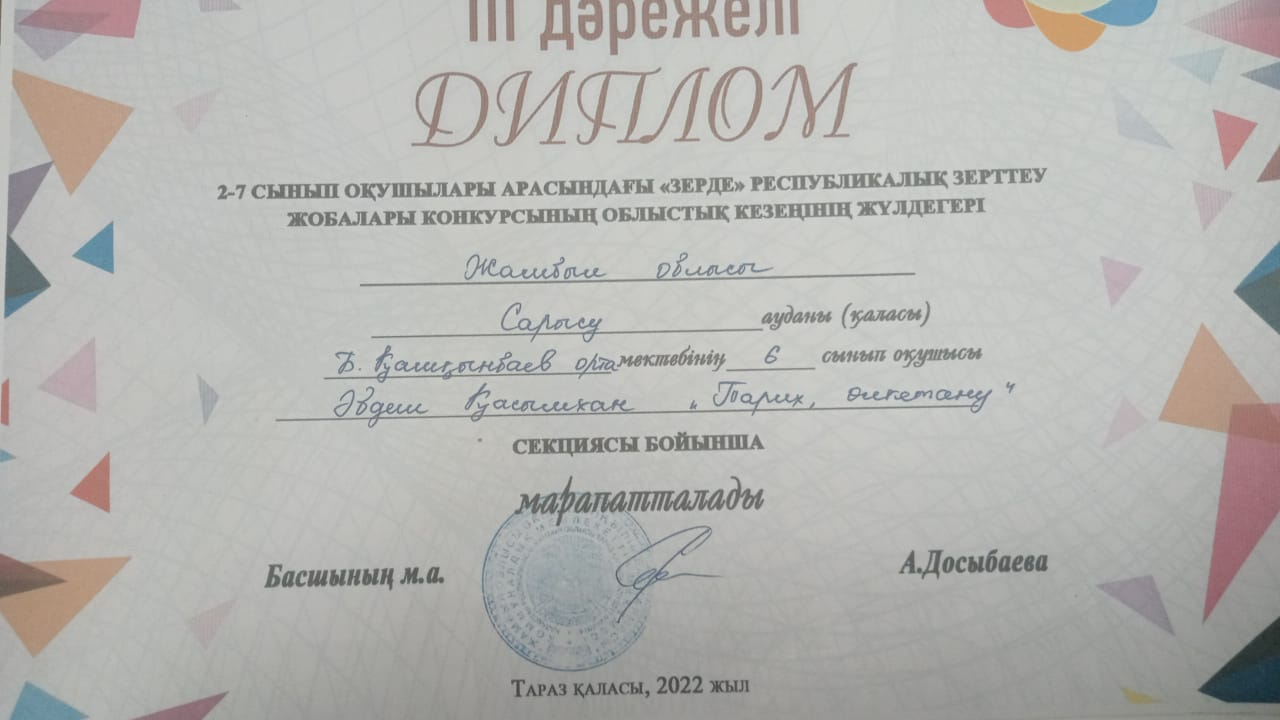 III дәрежелі
ДИПЛОМ
2-7 СЫНЫП ОҚУШЫЛАРЫ АРАСЫНДАҒЫ «ЗЕРДЕ» РЕСПУБЛИКАЛЫҚ ЗЕРТТЕУ
ЖОБАЛАРЫ КОНКУРСЫНЫҢ ОБЛЫСТЫҚ КЕЗЕҢІНІҢ ЖҮЛДЕГЕРІ
Жамбыл облысы
Сарысу ауданы (қаласы)
Ы. Қашқынбаев орта мектебінің 6 сынып оқушысы
Әбдеш Қасымхан "Тарих, өлкетану"
СЕКЦИЯСЫ БОЙЫНША
марапатталады
Басшының м.а. А.Досыбаева
ТАРАЗ ҚАЛАСЫ, 2022 ЖЫЛ